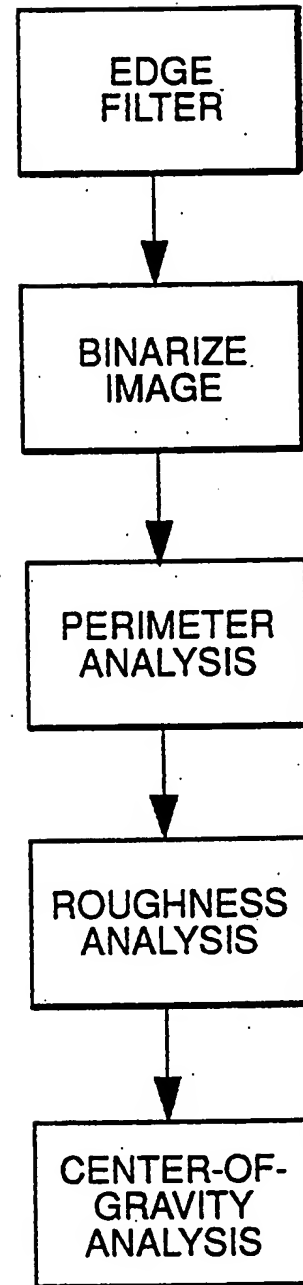 EDGE
FILTER
BINARIZE
IMAGE
PERIMETER
ANALYSIS
ROUGHNESS
ANALYSIS
CENTER-OF-
GRAVITY
ANALYSIS